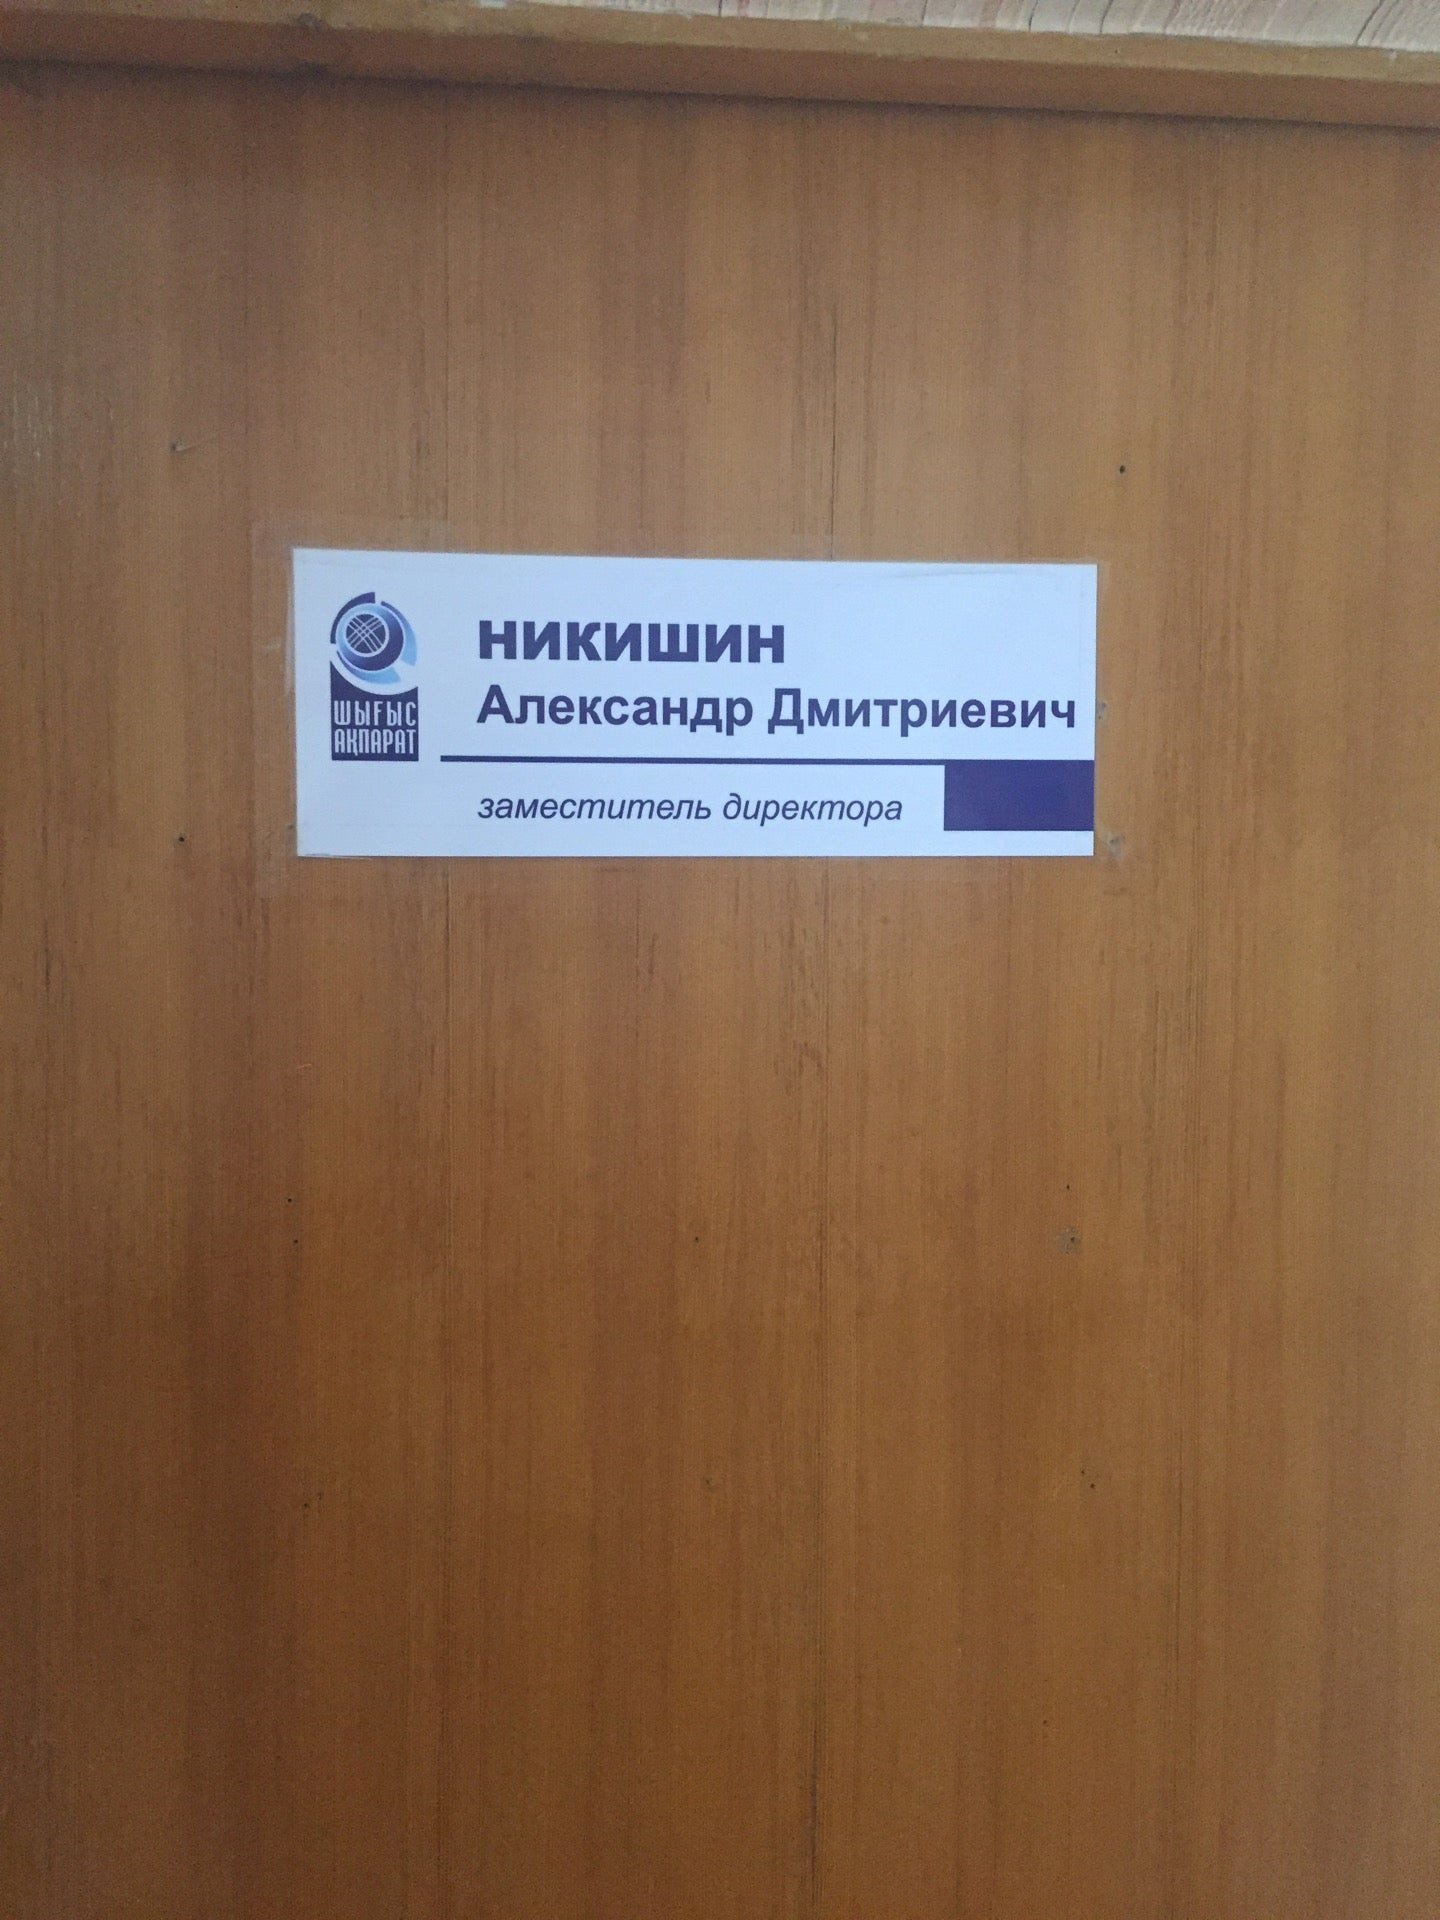 ШЫҒЫС
АҚПАРАТ
НИКИШИН
Александр Дмитриевич
заместитель директора